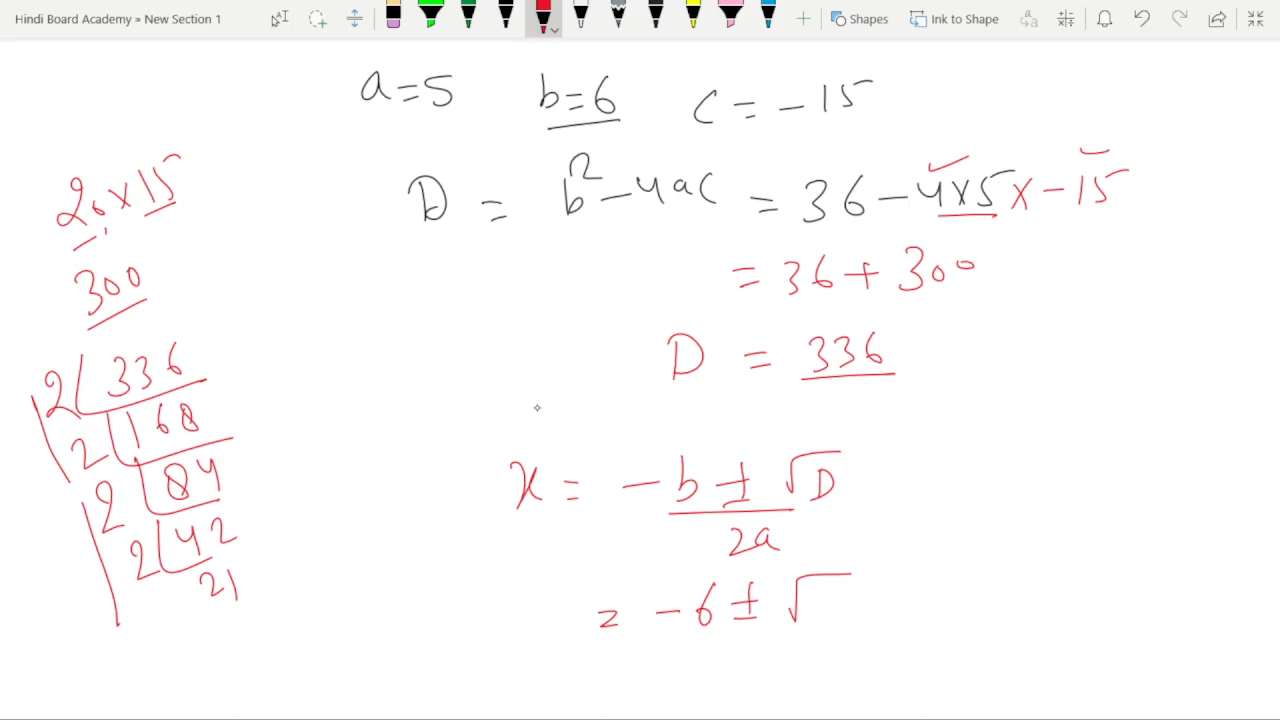 Hindi Board Academy » New Section 1
Shapes
Ink to Shape
a=5 b=6 c=-15
D = b²-4ac = 36-4×5×-15
= 36+300
D = 336
x = -b ± √D
2a
= -6 ± √
20×15
300
2 336
2 168
2 84
2 42
21